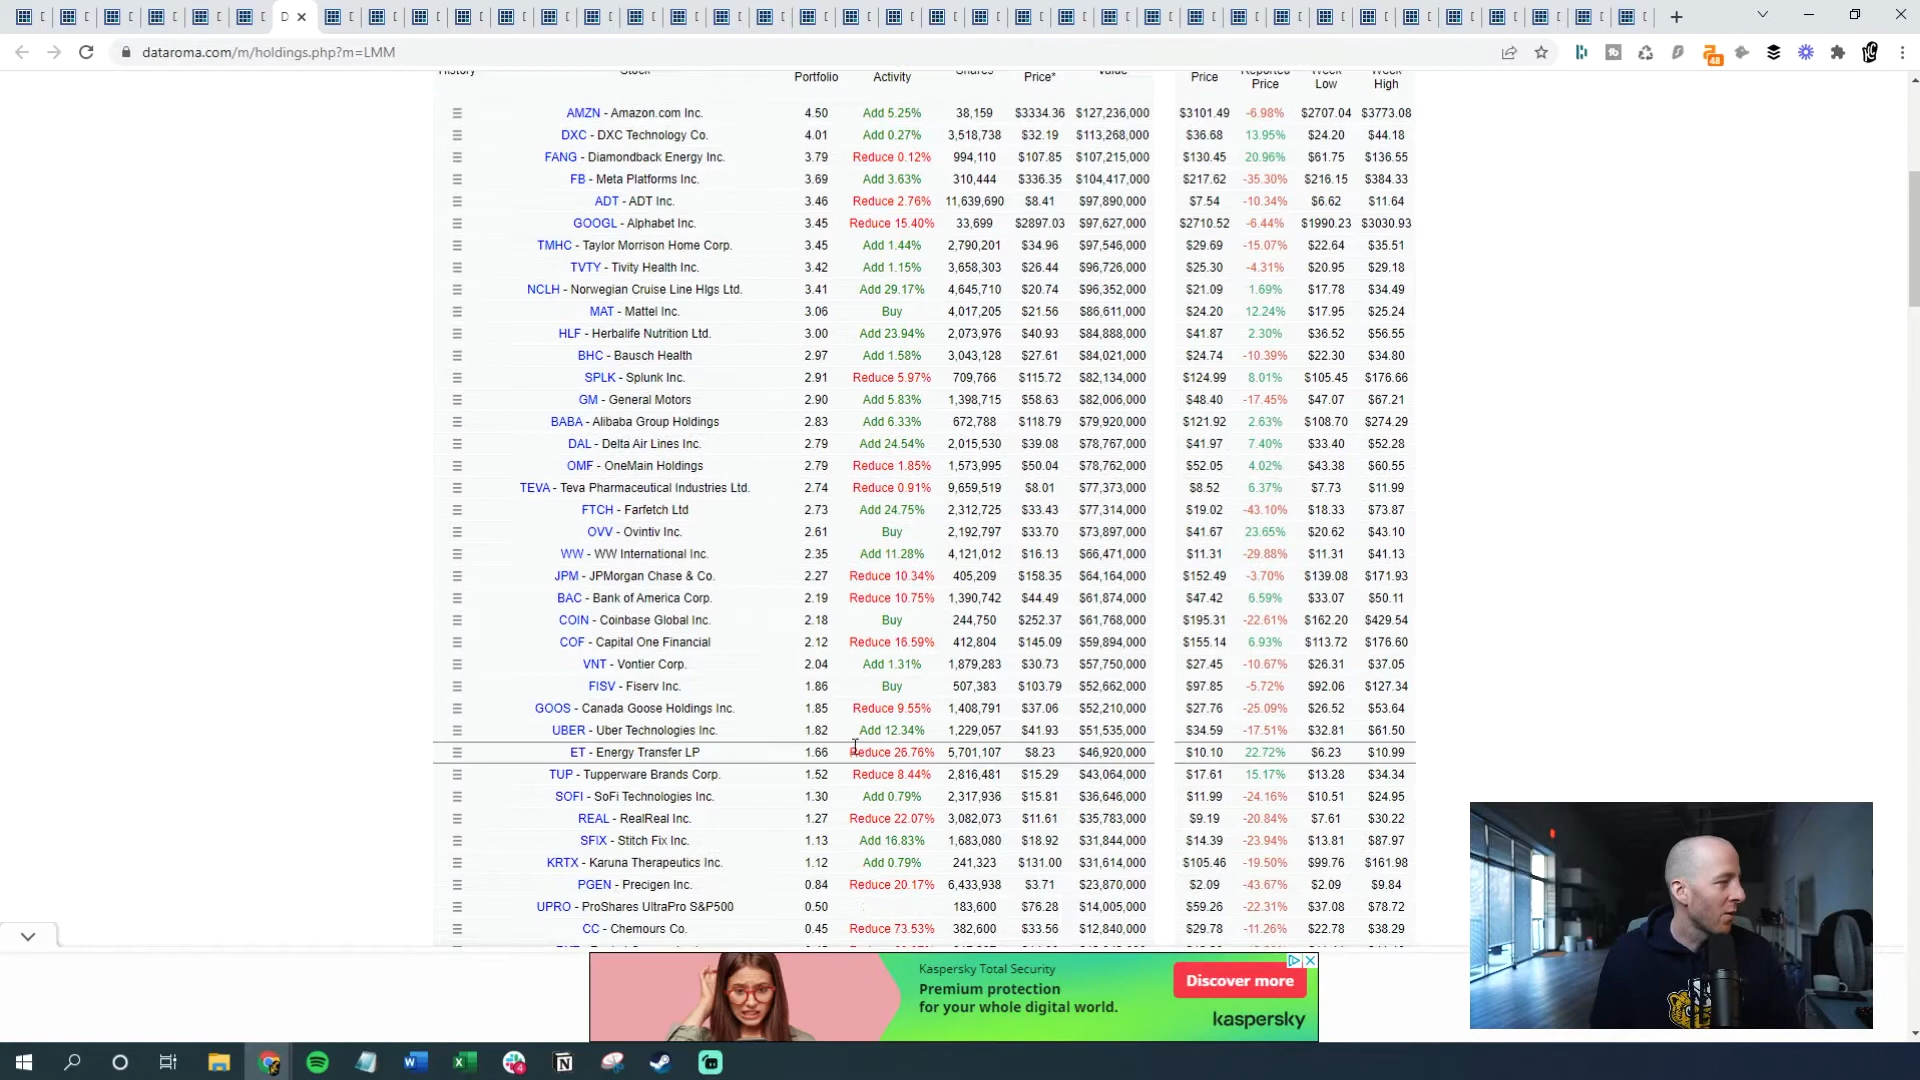 D
dataroma.com/m/holdings.php?m=LMM
48
History Stock Portfolio Activity Shares Price* Value Price Reported Price Week Low Week High
AMZN - Amazon.com Inc. 4.50 Add 5.25% 38,159 $3334.36 $127,236,000 $3101.49 -6.98% $2707.04 $3773.08
DXC - DXC Technology Co. 4.01 Add 0.27% 3,518,738 $32.19 $113,268,000 $36.68 13.95% $24.20 $44.18
FANG - Diamondback Energy Inc. 3.79 Reduce 0.12% 994,110 $107.85 $107,215,000 $130.45 20.96% $61.75 $136.55
FB - Meta Platforms Inc. 3.69 Add 3.63% 310,444 $336.35 $104,417,000 $217.62 -35.30% $216.15 $384.33
ADT - ADT Inc. 3.46 Reduce 2.76% 11,639,690 $8.41 $97,890,000 $7.54 -10.34% $6.62 $11.64
GOOGL - Alphabet Inc. 3.45 Reduce 15.40% 33,699 $2897.03 $97,627,000 $2710.52 -6.44% $1990.23 $3030.93
TMHC - Taylor Morrison Home Corp. 3.45 Add 1.44% 2,790,201 $34.96 $97,546,000 $29.69 -15.07% $22.64 $35.51
TVTY - Tivity Health Inc. 3.42 Add 1.15% 3,658,303 $26.44 $96,726,000 $25.30 -4.31% $20.95 $29.18
NCLH - Norwegian Cruise Line Hlgs Ltd. 3.41 Add 29.17% 4,645,710 $20.74 $96,352,000 $21.09 1.69% $17.78 $34.49
MAT - Mattel Inc. 3.06 Buy 4,017,205 $21.56 $86,611,000 $24.20 12.24% $17.95 $25.24
HLF - Herbalife Nutrition Ltd. 3.00 Add 23.94% 2,073,976 $40.93 $84,888,000 $41.87 2.30% $36.52 $56.55
BHC - Bausch Health 2.97 Add 1.58% 3,043,128 $27.61 $84,021,000 $24.74 -10.39% $22.30 $34.80
SPLK - Splunk Inc. 2.91 Reduce 5.97% 709,766 $115.72 $82,134,000 $124.99 8.01% $105.45 $176.66
GM - General Motors 2.90 Add 5.83% 1,398,715 $58.63 $82,006,000 $48.40 -17.45% $47.07 $67.21
BABA - Alibaba Group Holdings 2.83 Add 6.33% 672,788 $118.79 $79,920,000 $121.92 2.63% $108.70 $274.29
DAL - Delta Air Lines Inc. 2.79 Add 24.54% 2,015,530 $39.08 $78,767,000 $41.97 7.40% $33.40 $52.28
OMF - OneMain Holdings 2.79 Reduce 1.85% 1,573,995 $50.04 $78,762,000 $52.05 4.02% $43.38 $60.55
TEVA - Teva Pharmaceutical Industries Ltd. 2.74 Reduce 0.91% 9,659,519 $8.01 $77,373,000 $8.52 6.37% $7.73 $11.99
FTCH - Farfetch Ltd 2.73 Add 24.75% 2,312,725 $33.43 $77,314,000 $19.02 -43.10% $18.33 $73.87
OVV - Ovintiv Inc. 2.61 Buy 2,192,797 $33.70 $73,897,000 $41.67 23.65% $20.62 $43.10
WW - WW International Inc. 2.35 Add 11.28% 4,121,012 $16.13 $66,471,000 $11.31 -29.88% $11.31 $41.13
JPM - JPMorgan Chase & Co. 2.27 Reduce 10.34% 405,209 $158.35 $64,164,000 $152.49 -3.70% $139.08 $171.93
BAC - Bank of America Corp. 2.19 Reduce 10.75% 1,390,742 $44.49 $61,874,000 $47.42 6.59% $33.07 $50.11
COIN - Coinbase Global Inc. 2.18 Buy 244,750 $252.37 $61,768,000 $195.31 -22.61% $162.20 $429.54
COF - Capital One Financial 2.12 Reduce 16.59% 412,804 $145.09 $59,894,000 $155.14 6.93% $113.72 $176.60
VNT - Vontier Corp. 2.04 Add 1.31% 1,879,283 $30.73 $57,750,000 $27.45 -10.67% $26.31 $37.05
FISV - Fiserv Inc. 1.86 Buy 507,383 $103.79 $52,662,000 $97.85 -5.72% $92.06 $127.34
GOOS - Canada Goose Holdings Inc. 1.85 Reduce 9.55% 1,408,791 $37.06 $52,210,000 $27.76 -25.09% $26.52 $53.64
UBER - Uber Technologies Inc. 1.82 Add 12.34% 1,229,057 $41.93 $51,535,000 $34.59 -17.51% $32.81 $61.50
ET - Energy Transfer LP 1.66 Reduce 26.76% 5,701,107 $8.23 $46,920,000 $10.10 22.72% $6.23 $10.99
TUP - Tupperware Brands Corp. 1.52 Reduce 8.44% 2,816,481 $15.29 $43,064,000 $17.61 15.17% $13.28 $34.34
SOFI - SoFi Technologies Inc. 1.30 Add 0.79% 2,317,936 $15.81 $36,646,000 $11.99 -24.16% $10.51 $24.95
REAL - RealReal Inc. 1.27 Reduce 22.07% 3,082,073 $11.61 $35,783,000 $9.19 -20.84% $7.61 $30.22
SFIX - Stitch Fix Inc. 1.13 Add 16.83% 1,683,080 $18.92 $31,844,000 $14.39 -23.94% $13.81 $87.97
KRTX - Karuna Therapeutics Inc. 1.12 Add 0.79% 241,323 $131.00 $31,614,000 $105.46 -19.50% $99.76 $161.98
PGEN - Precigen Inc. 0.84 Reduce 20.17% 6,433,938 $3.71 $23,870,000 $2.09 -43.67% $2.09 $9.84
UPRO - ProShares UltraPro S&P500 0.50 183,600 $76.28 $14,005,000 $59.26 -22.31% $37.08 $78.72
CC - Chemours Co. 0.45 Reduce 73.53% 382,600 $33.56 $12,840,000 $29.78 -11.26% $22.78 $38.29
Kaspersky Total Security
Premium protection
for your whole digital world.
Discover more
kaspersky